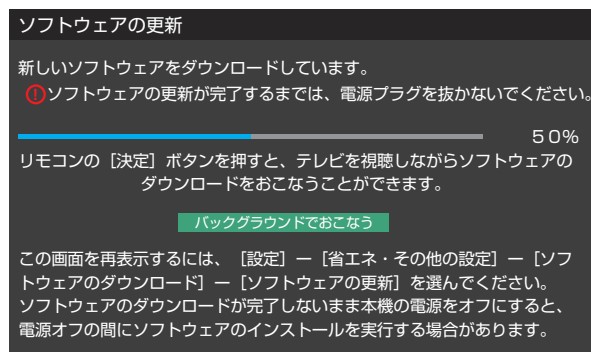 ソフトウェアの更新
新しいソフトウェアをダウンロードしています。
!ソフトウェアの更新が完了するまでは、電源プラグを抜かないでください。
50%
リモコンの［決定］ボタンを押すと、テレビを視聴しながらソフトウェアの
ダウンロードをおこなうことができます。
バックグラウンドでおこなう
この画面を再表示するには、［設定］ー［省エネ・その他の設定］ー［ソフ
トウェアのダウンロード］ー［ソフトウェアの更新］を選んでください。
ソフトウェアのダウンロードが完了しないまま本機の電源をオフにすると、
電源オフの間にソフトウェアのインストールを実行する場合があります。